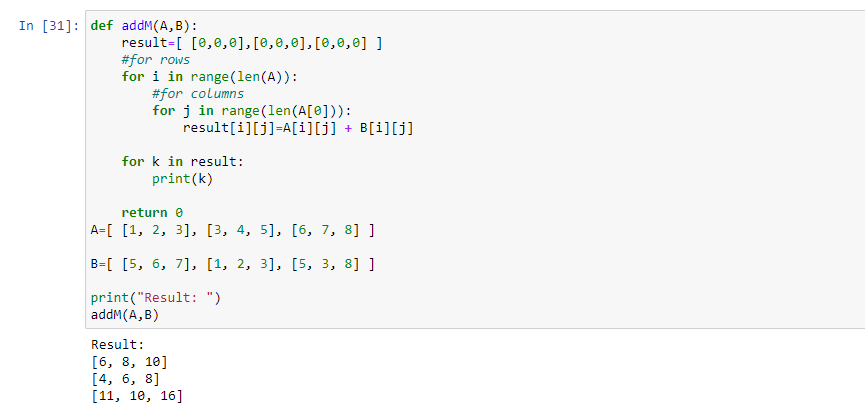 In [31]: def addM(A,B):
    result=[ [0,0,0],[0,0,0],[0,0,0] ]
    #for rows
    for i in range(len(A)):
        #for columns
        for j in range(len(A[0])):
            result[i][j]=A[i][j] + B[i][j]

    for k in result:
        print(k)

    return 0
A=[ [1, 2, 3], [3, 4, 5], [6, 7, 8] ]

B=[ [5, 6, 7], [1, 2, 3], [5, 3, 8] ]

print("Result: ")
addM(A,B)
Result:
[6, 8, 10]
[4, 6, 8]
[11, 10, 16]